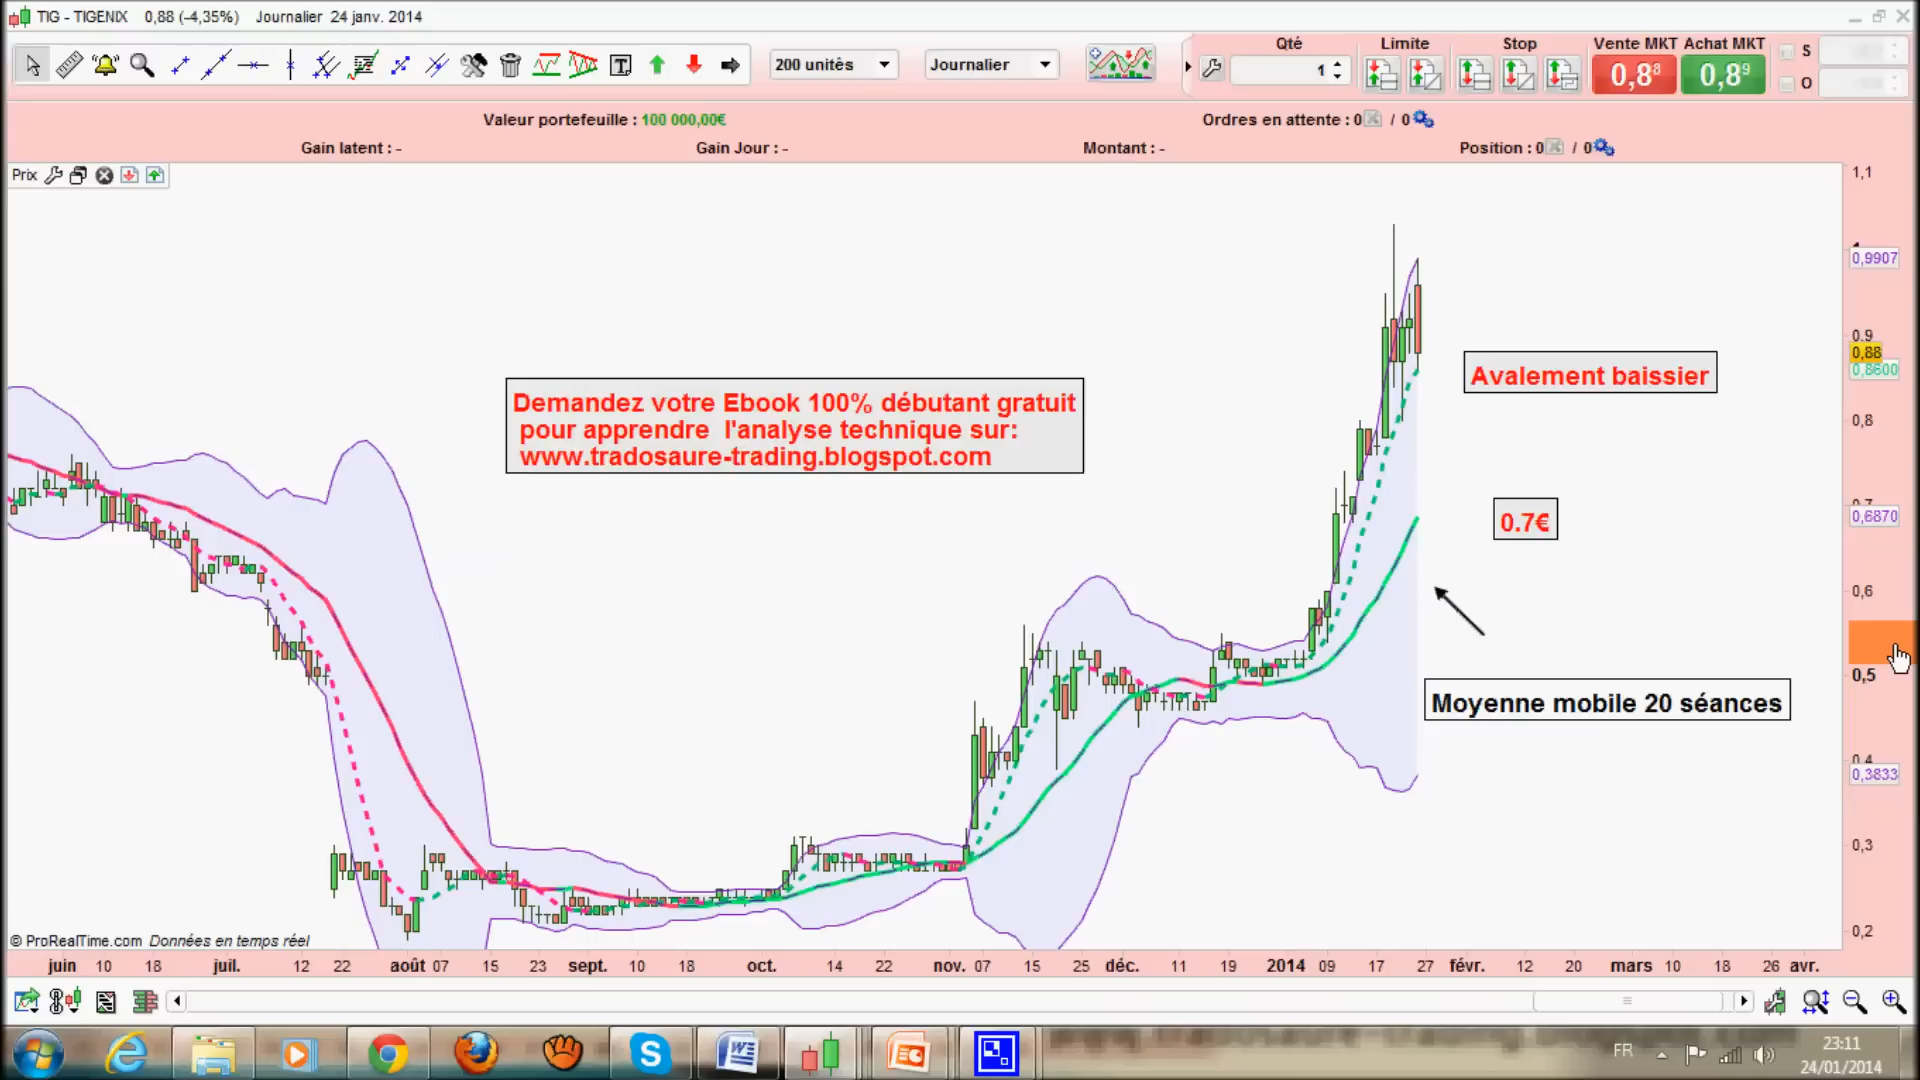 TIG - TIGENIX 0,88 (-4,35%) Journalier 24 janv. 2014
200 unités
Journalier
Qté
1
Limite
Stop
Vente MKT Achat MKT
0,8⁸ 0,8⁹
S
O
Valeur portefeuille : 100 000,00€
Ordres en attente : 0 / 0
Gain latent : -
Gain Jour : -
Montant : -
Position : 0 / 0
Prix
1,1
0,9907
0,9
0,88
0,8600
0,8
0,7
0,6870
0,6
0,5
0,4
0,3833
0,3
0,2
Avalement baissier
Demandez votre Ebook 100% débutant gratuit
pour apprendre l'analyse technique sur:
www.tradosaure-trading.blogspot.com
0.7€
Moyenne mobile 20 séances
© ProRealTime.com Données en temps réel
juin 10 18 juil. 12 22 août 07 15 23 sept. 10 18 oct. 14 22 nov. 07 15 25 déc. 11 19 2014 09 17 27 févr. 12 20 mars 10 18 26 avr.
FR
23:11
24/01/2014